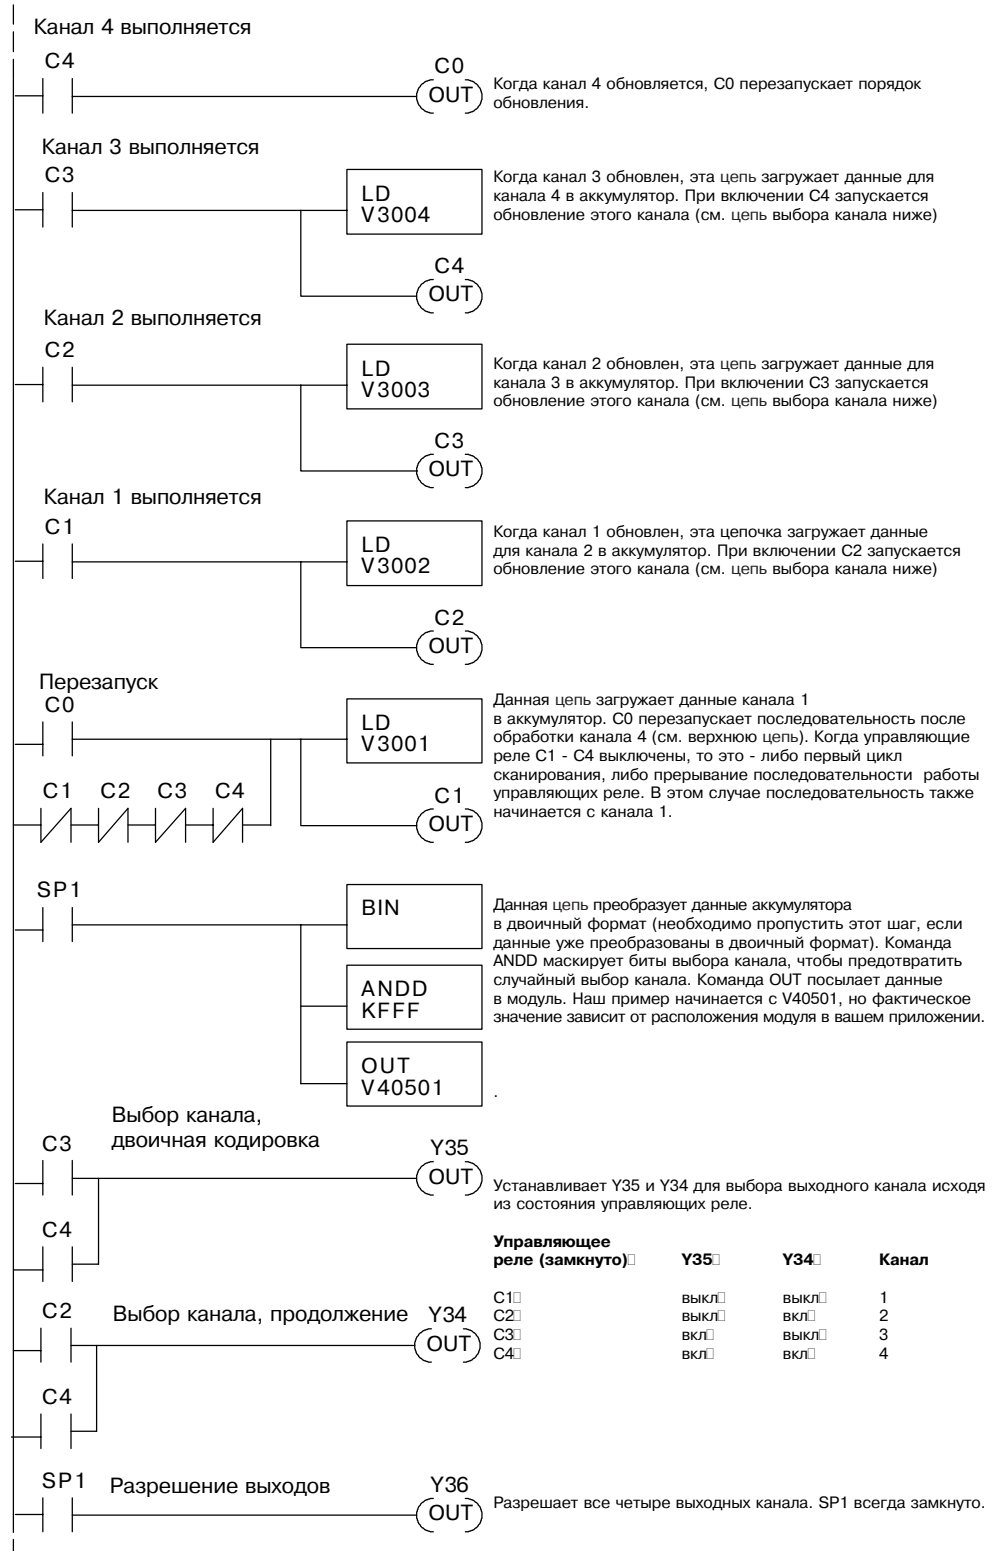 Канал 4 выполняется
C4
C0
OUT
Когда канал 4 обновляется, C0 перезапускает порядок
обновления.
Канал 3 выполняется
C3
LD
V3004
Когда канал 3 обновлен, эта цепь загружает данные для
канала 4 в аккумулятор. При включении C4 запускается
обновление этого канала (см. цепь выбора канала ниже)
C4
OUT
Канал 2 выполняется
C2
LD
V3003
Когда канал 2 обновлен, эта цепь загружает данные для
канала 3 в аккумулятор. При включении C3 запускается
обновление этого канала (см. цепь выбора канала ниже)
C3
OUT
Канал 1 выполняется
C1
LD
V3002
Когда канал 1 обновлен, эта цепочка загружает данные
для канала 2 в аккумулятор. При включении C2 запускается
обновление этого канала (см. цепь выбора канала ниже)
C2
OUT
Перезапуск
C0
LD
V3001
Данная цепь загружает данные канала 1
в аккумулятор. C0 перезапускает последовательность после
обработки канала 4 (см. верхнюю цепь). Когда управляющие
реле C1 - C4 выключены, то это - либо первый цикл
сканирования, либо прерывание последовательности работы
управляющих реле. В этом случае последовательность также
начинается с канала 1.
C1 C2 C3 C4
C1
OUT
SP1
BIN
Данная цепь преобразует данные аккумулятора
в двоичный формат (необходимо пропустить этот шаг, если
данные уже преобразованы в двоичный формат). Команда
ANDD маскирует биты выбора канала, чтобы предотвратить
случайный выбор канала. Команда OUT посылает данные
в модуль. Наш пример начинается с V40501, но фактическое
значение зависит от расположения модуля в вашем приложении.
ANDD
KFFF
OUT
V40501
.
Выбор канала,
двоичная кодировка
C3
Y35
OUT
Устанавливает Y35 и Y34 для выбора выходного канала исходя
из состояния управляющих реле.
C4
Управляющее
реле (замкнуто) Y35 Y34 Канал
C1 выкл выкл 1
C2 выкл вкл 2
C3 вкл выкл 3
C4 вкл вкл 4
C2
Выбор канала, продолжение
Y34
OUT
C4
SP1
Разрешение выходов
Y36
OUT
Разрешает все четыре выходных канала. SP1 всегда замкнуто.